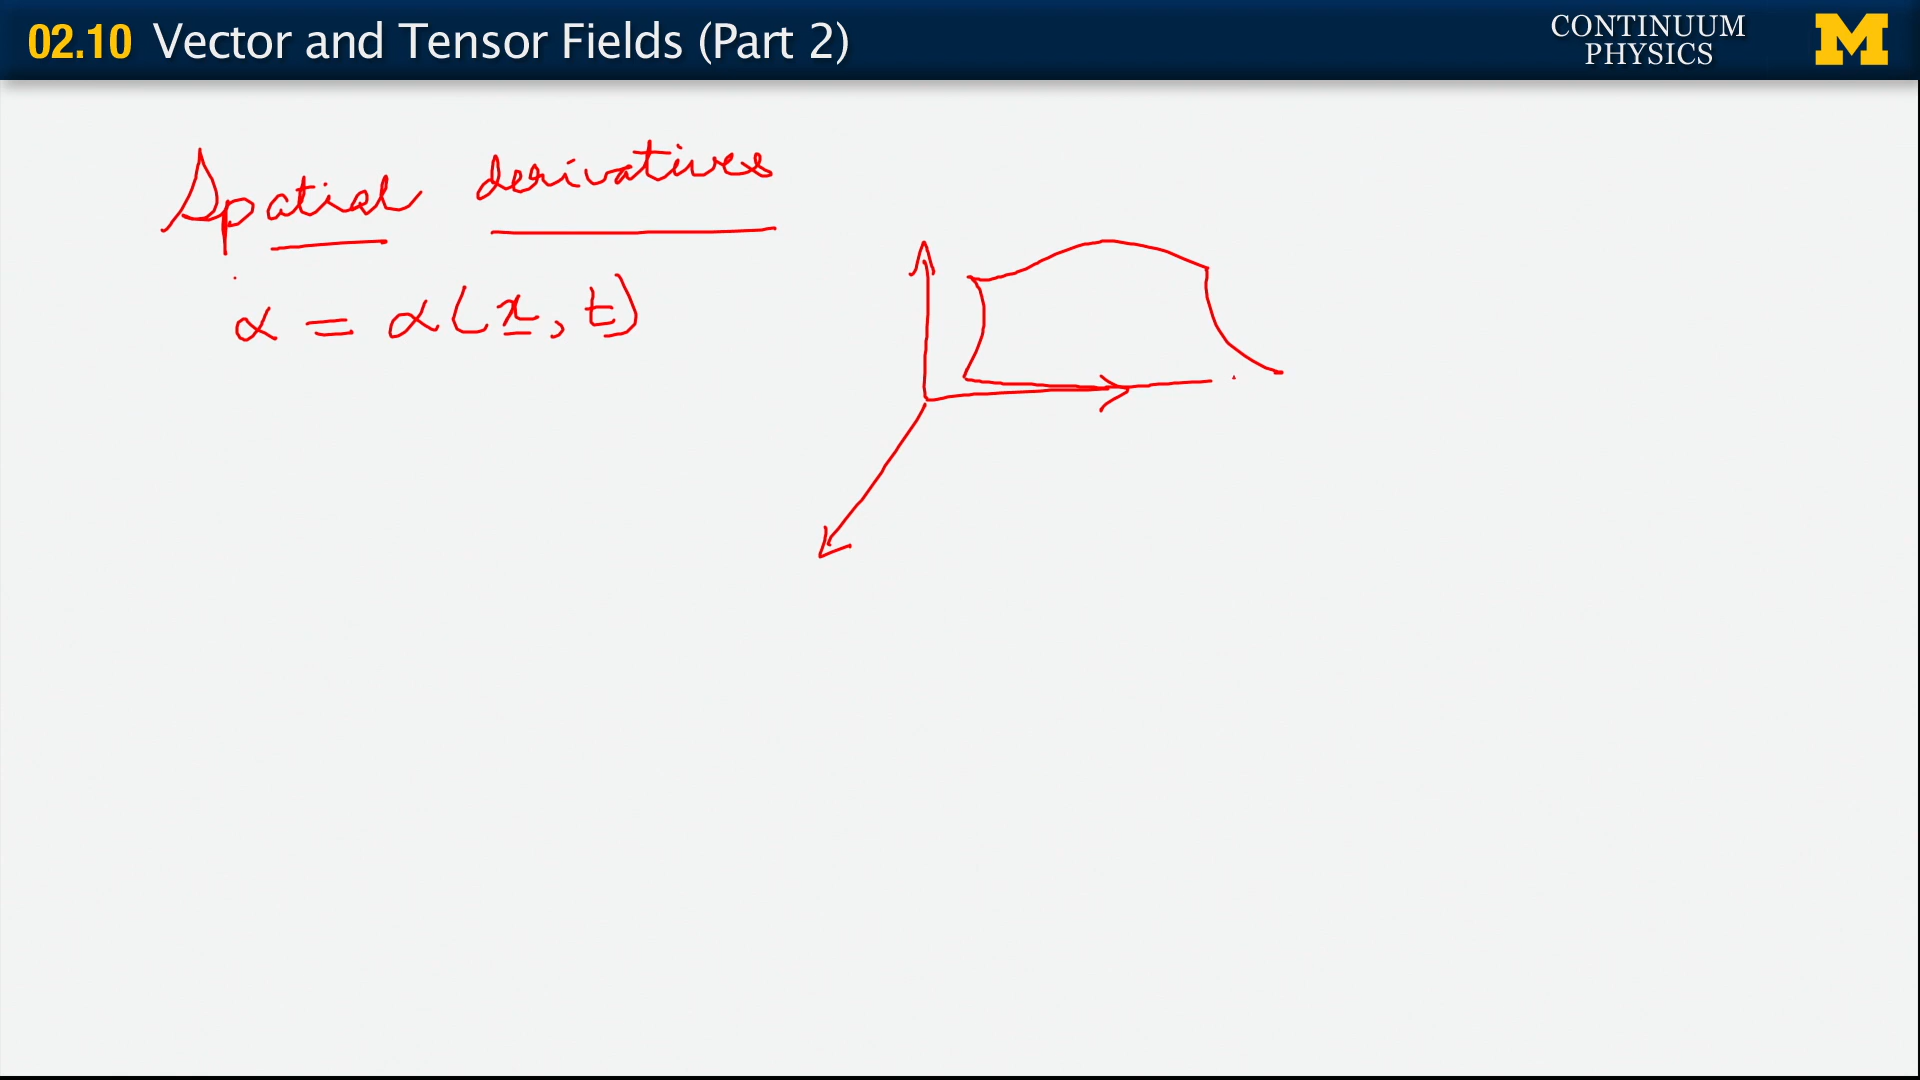 02.10 Vector and Tensor Fields (Part 2)
CONTINUUM
PHYSICS
M
Spatial derivatives
α = α(x, t)